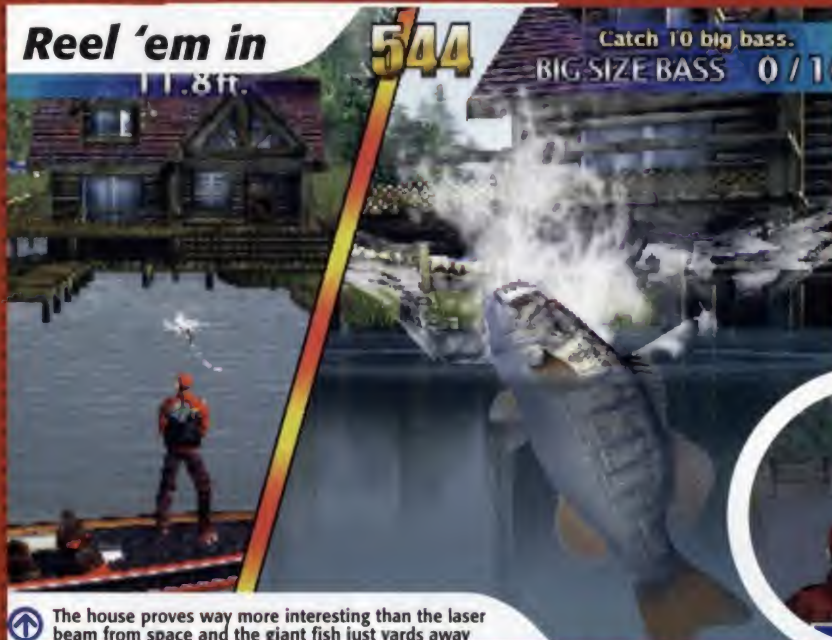 Reel 'em in
544
Catch 10 big bass.
BIG SIZE BASS 0 / 1
11.8ft.
The house proves way more interesting than the laser
beam from space and the giant fish just yards away